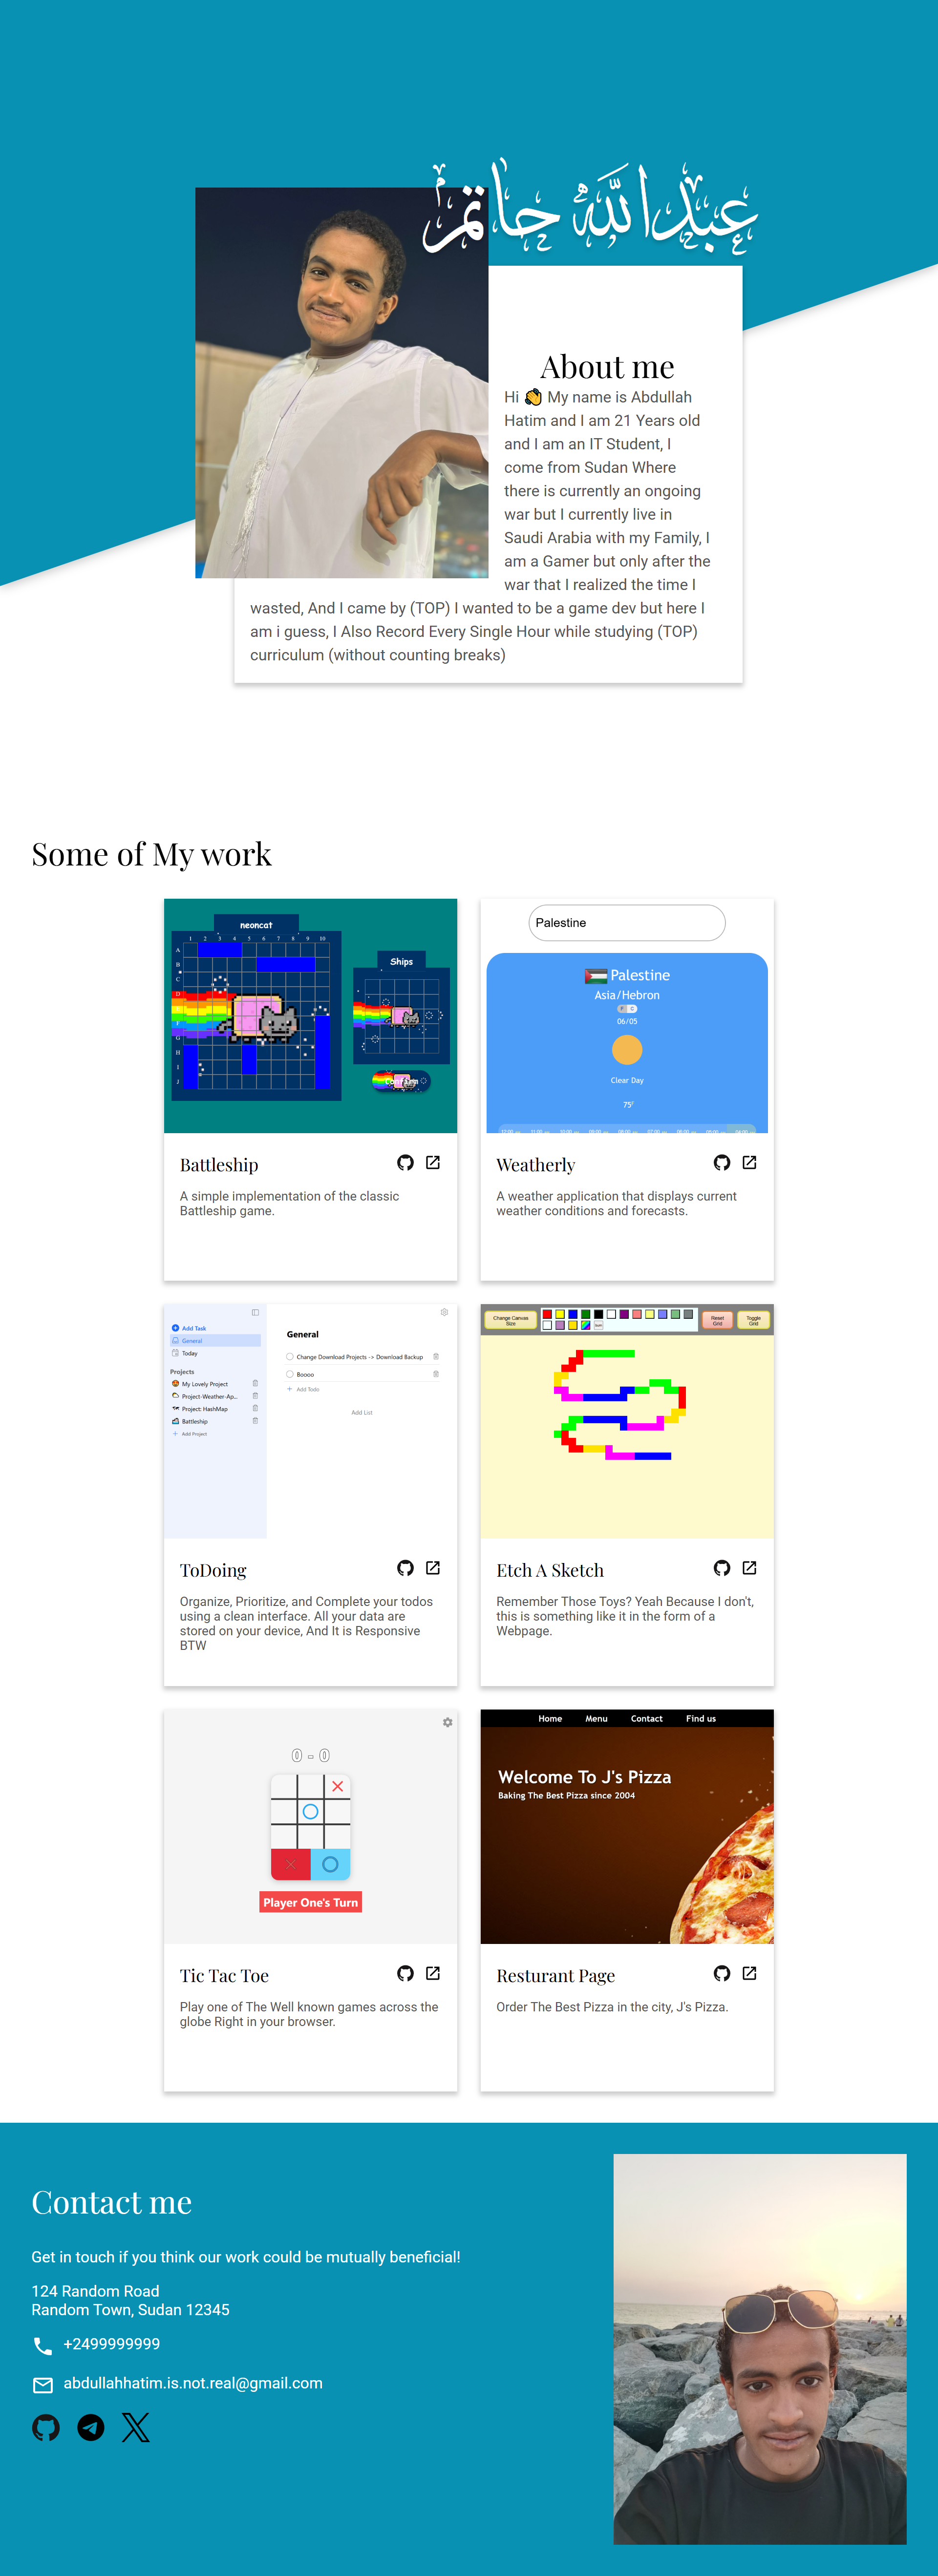 عبدالله حاتم
About me
Hi 👏 My name is Abdullah
Hatim and I am 21 Years old
and I am an IT Student, I
come from Sudan Where
there is currently an ongoing
war but I currently live in
Saudi Arabia with my Family, I
am a Gamer but only after the
war that I realized the time I
wasted, And I came by (TOP) I wanted to be a game dev but here I
am i guess, I Also Record Every Single Hour while studying (TOP)
curriculum (without counting breaks)
Some of My work
neoncat
1 2 3 4 5 6 7 8 9 10
A
B
C
D
F
G
H
I
J
Ships
Confirm
Battleship
A simple implementation of the classic
Battleship game.
Palestine
Palestine
Asia/Hebron
F C
06/05
Clear Day
75°
Weatherly
A weather application that displays current
weather conditions and forecasts.
Add Task
General
Today
Projects
My Lovely Project
Project-Weather-Ap...
Project: HashMap
Battleship
Add Project
General
Change Download Projects -> Download Backup
Boooo
Add Todo
Add List
ToDoing
Organize, Prioritize, and Complete your todos
using a clean interface. All your data are
stored on your device, And It is Responsive
BTW
Change Canvas
Size
Reset
Grid
Toggle
Grid
Etch A Sketch
Remember Those Toys? Yeah Because I don't,
this is something like it in the form of a
Webpage.
0 - 0
Player One's Turn
Tic Tac Toe
Play one of The Well known games across the
globe Right in your browser.
Home Menu Contact Find us
Welcome To J's Pizza
Baking The Best Pizza since 2004
Resturant Page
Order The Best Pizza in the city, J's Pizza.
Contact me
Get in touch if you think our work could be mutually beneficial!
124 Random Road
Random Town, Sudan 12345
+2499999999
abdullahhatim.is.not.real@gmail.com